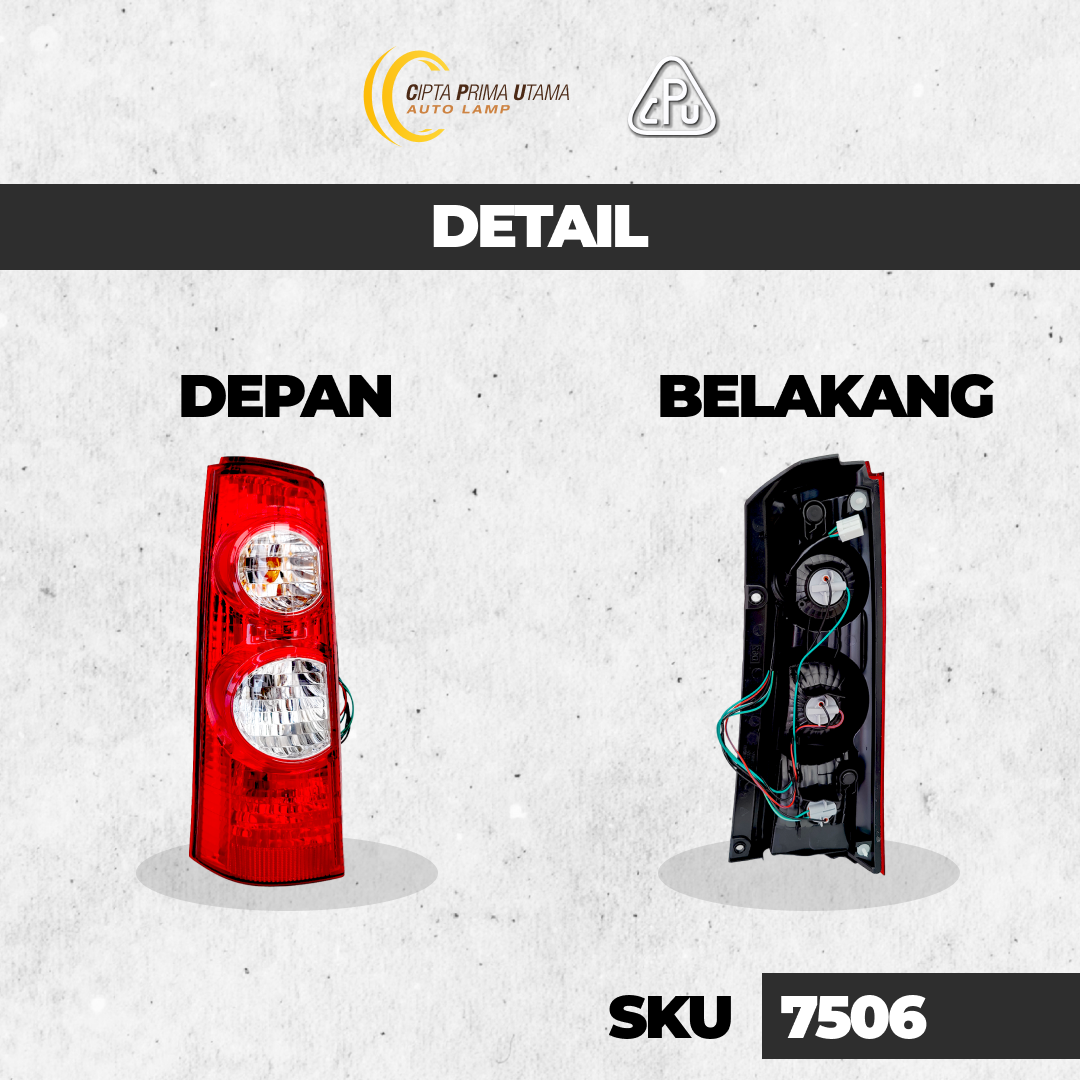 CIPTA PRIMA UTAMA
AUTO LAMP
CPU
DETAIL
DEPAN
BELAKANG
SKU 7506